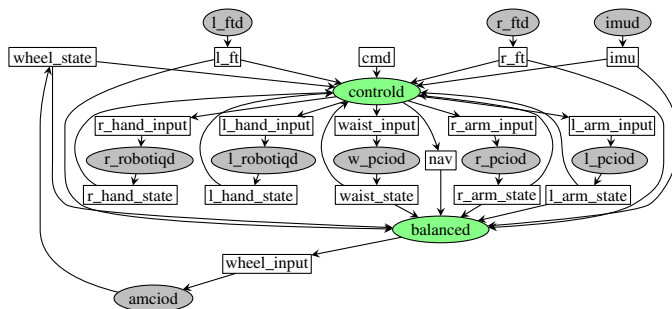 l_ftd r_ftd imud
wheel_state l_ft cmd r_ft imu
controld
r_hand_input l_hand_input waist_input r_arm_input l_arm_input
r_robotiqd l_robotiqd w_pciod nav r_pciod l_pciod
r_hand_state l_hand_state waist_state r_arm_state l_arm_state
balanced
wheel_input
amciod